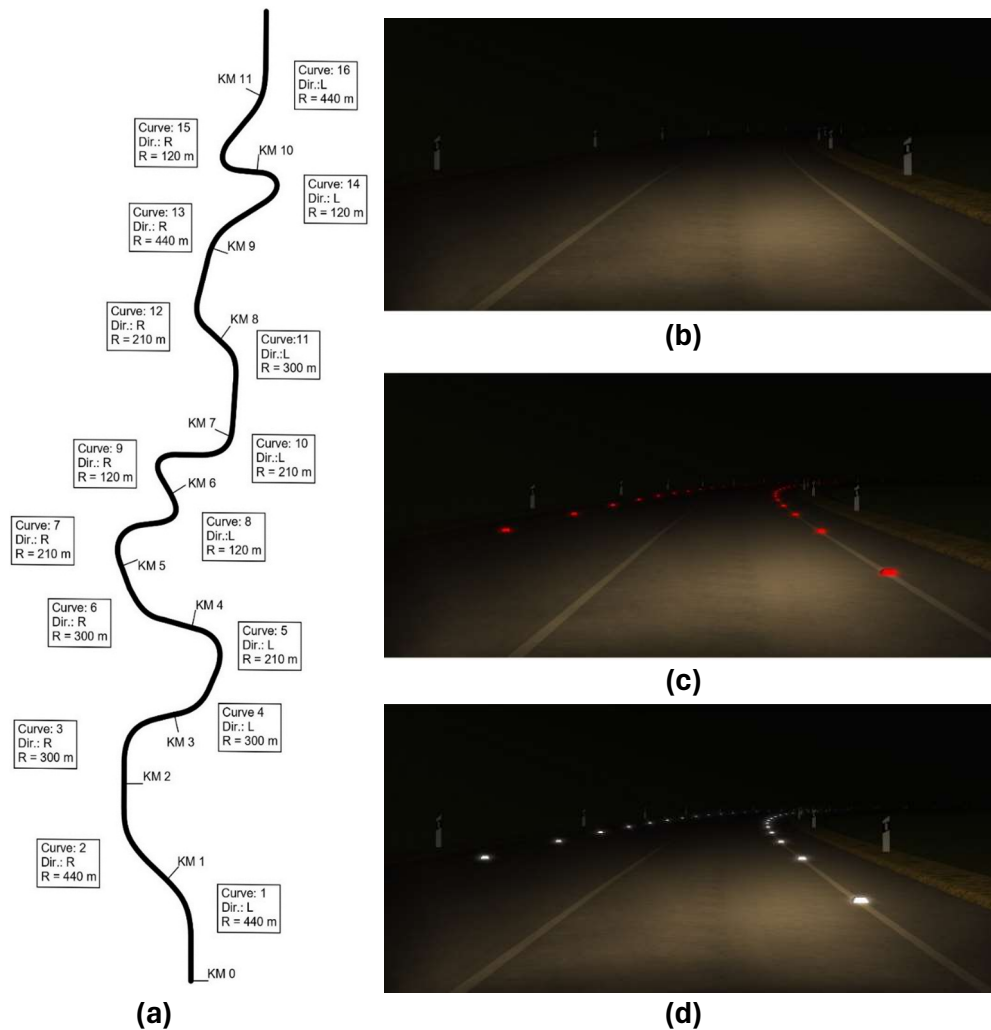 KM 11
Curve: 16
Dir.:L
R = 440 m
Curve: 15
Dir.: R
R = 120 m
KM 10
Curve: 14
Dir.: L
R = 120 m
Curve: 13
Dir.: R
R = 440 m
KM 9
Curve: 12
Dir.: R
R = 210 m
KM 8
Curve:11
Dir.:L
R = 300 m
KM 7
Curve: 10
Dir.:L
R = 210 m
Curve: 9
Dir.: R
R = 120 m
KM 6
Curve: 8
Dir.:L
R = 120 m
Curve: 7
Dir.: R
R = 210 m
KM 5
Curve: 6
Dir.: R
R = 300 m
KM 4
Curve: 5
Dir.: L
R = 210 m
Curve 4
Dir.: L
R = 300 m
Curve: 3
Dir.: R
R = 300 m
KM 3
KM 2
Curve: 2
Dir.: R
R = 440 m
KM 1
Curve: 1
Dir.: L
R = 440 m
KM 0
(a)
(b)
(c)
(d)